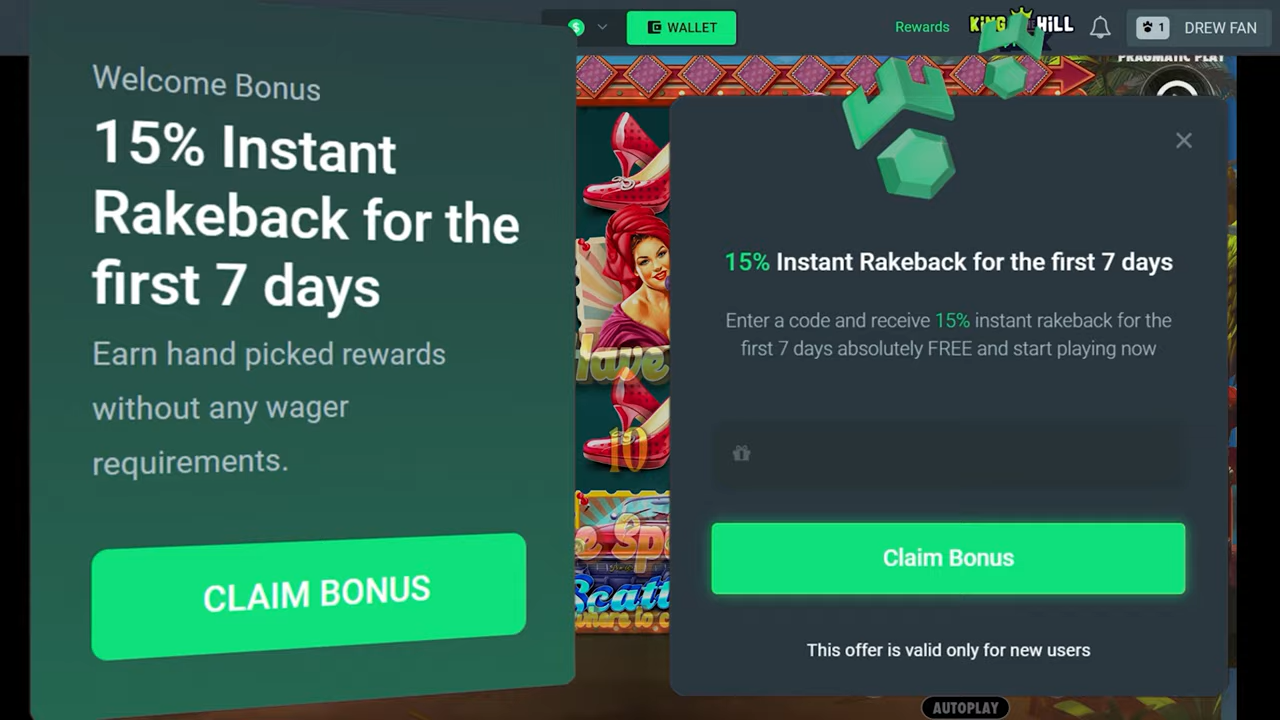 WALLET
Rewards
KING HILL
1
DREW FAN
PRAGMATIC PLAY
Welcome Bonus
15% Instant
Rakeback for the
first 7 days
Earn hand picked rewards
without any wager
requirements.
CLAIM BONUS
Have
10
15% Instant Rakeback for the first 7 days
Enter a code and receive 15% instant rakeback for the
first 7 days absolutely FREE and start playing now
Claim Bonus
This offer is valid only for new users
AUTOPLAY